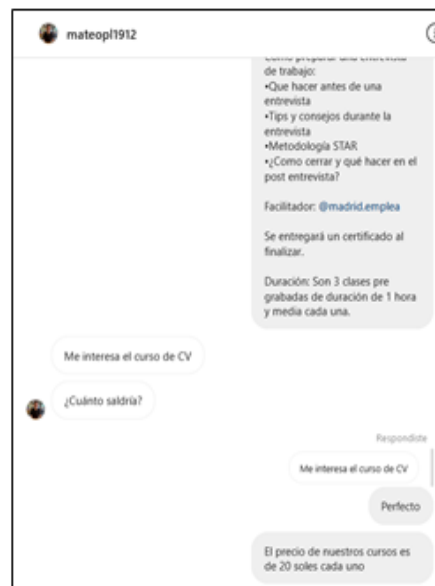 mateopl1912
Como preparar una entrevista
de trabajo:
•Que hacer antes de una
entrevista
•Tips y consejos durante la
entrevista
•Metodología STAR
•¿Como cerrar y qué hacer en el
post entrevista?
Facilitador: @madrid.emplea
Se entregará un certificado al
finalizar.
Duración: Son 3 clases pre
grabadas de duración de 1 hora
y media cada una.
Me interesa el curso de CV
¿Cuánto saldría?
Respondiste
Me interesa el curso de CV
Perfecto
El precio de nuestros cursos es
de 20 soles cada uno